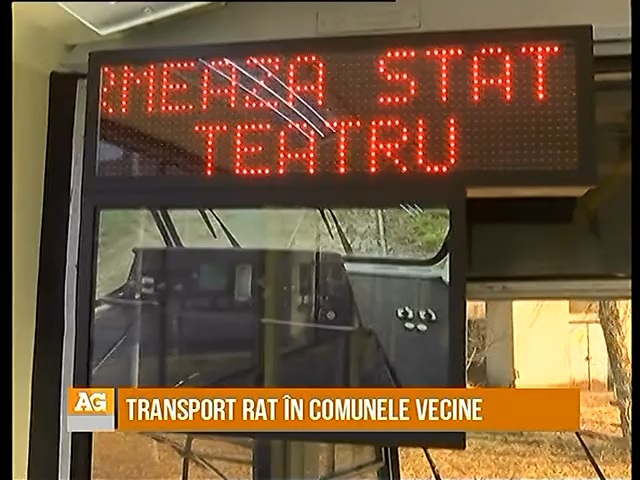 RMEAZA STAT
TEATRU
AG
TRANSPORT RAT ÎN COMUNELE VECINE